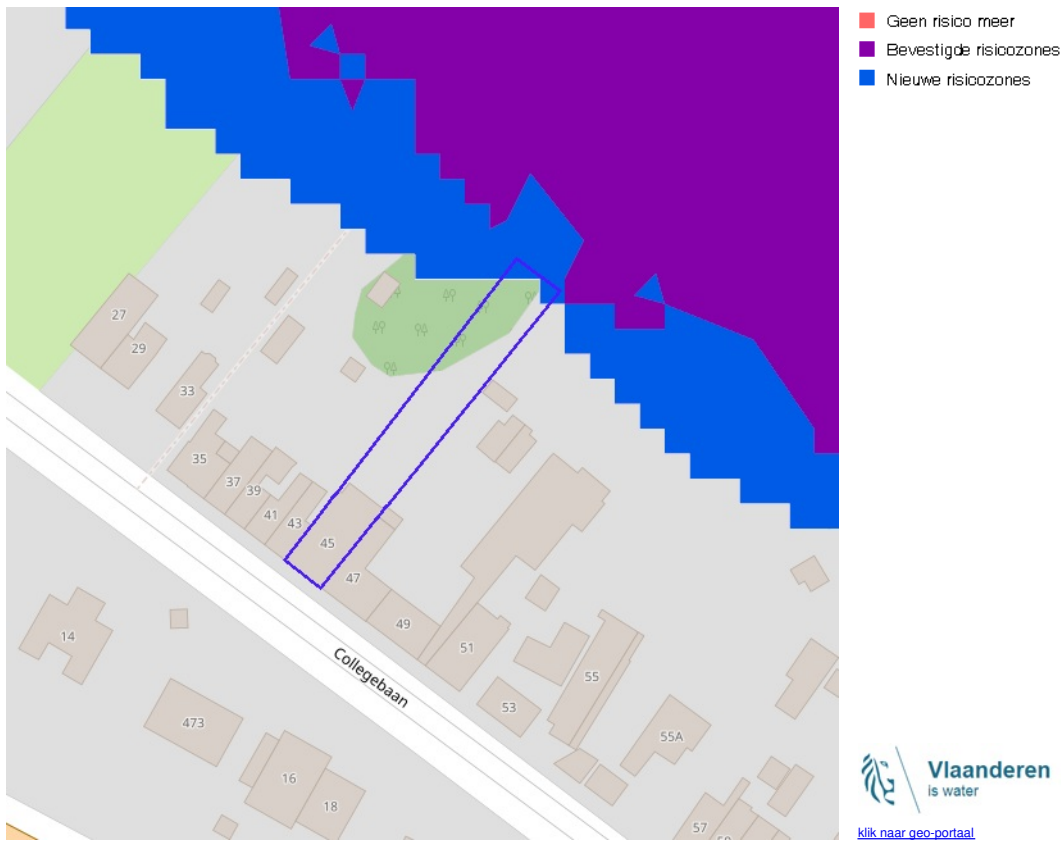 Geen risico meer
Bevestigde risicozones
Nieuwe risicozones
27
29
33
35
37
39
41
43
45
47
49
51
53
55
55A
57
14
473
16
18
Collegebaan
Vlaanderen
is water
klik naar geo-portaal